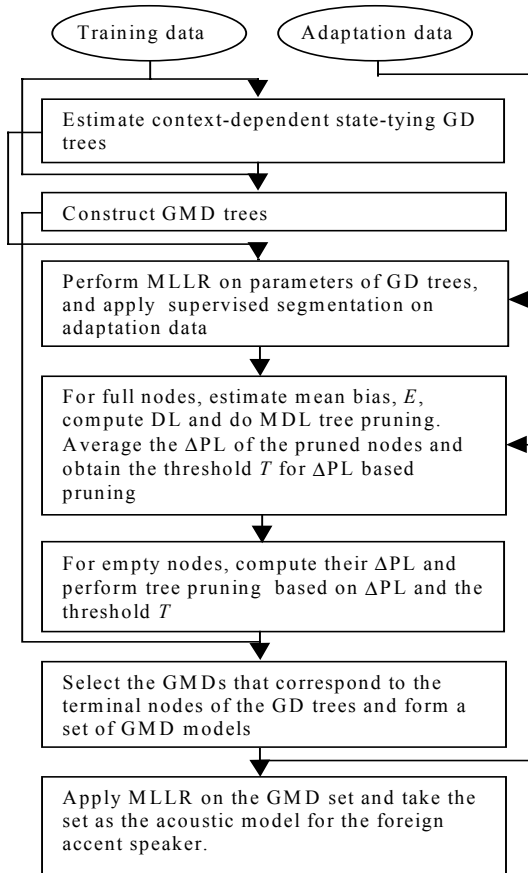 Training data
Adaptation data
Estimate context-dependent state-tying GD
trees
Construct GMD trees
Perform MLLR on parameters of GD trees,
and apply supervised segmentation on
adaptation data
For full nodes, estimate mean bias, E,
compute DL and do MDL tree pruning.
Average the ΔPL of the pruned nodes and
obtain the threshold T for ΔPL based
pruning
For empty nodes, compute their ΔPL and
perform tree pruning based on ΔPL and the
threshold T
Select the GMDs that correspond to the
terminal nodes of the GD trees and form a
set of GMD models
Apply MLLR on the GMD set and take the
set as the acoustic model for the foreign
accent speaker.